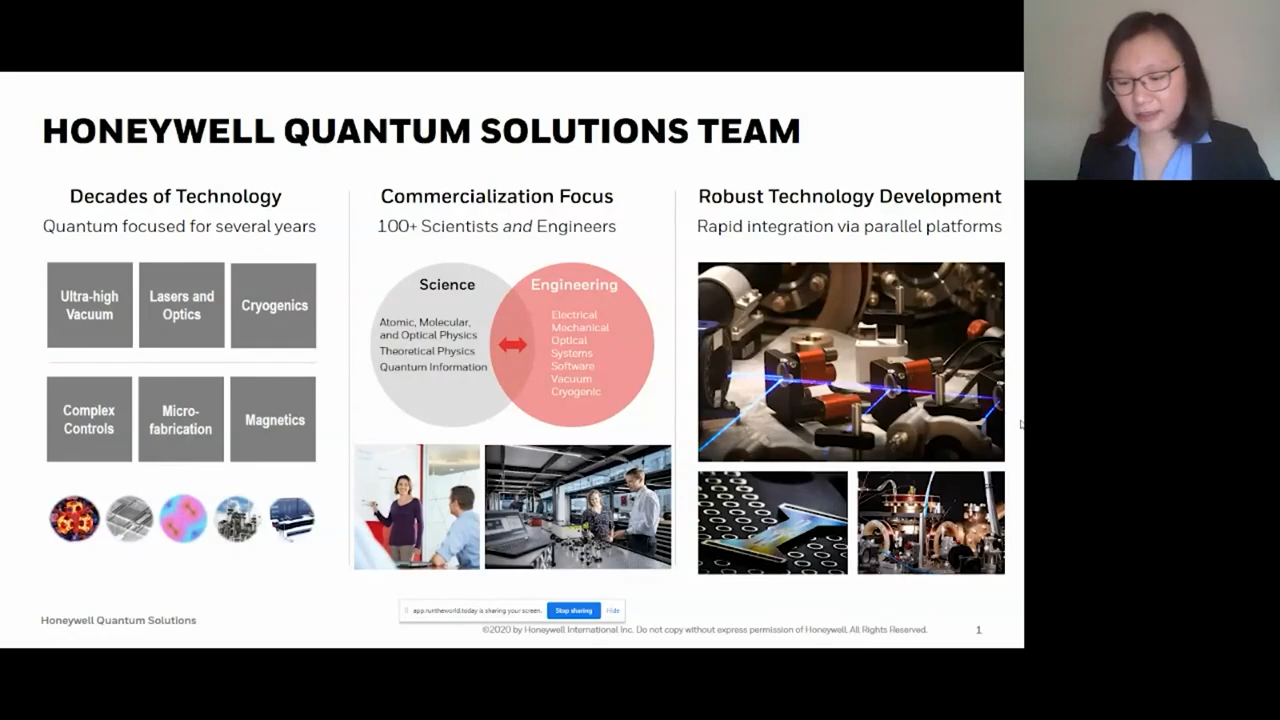 HONEYWELL QUANTUM SOLUTIONS TEAM
Decades of Technology
Quantum focused for several years
Ultra-high
Vacuum
Lasers and
Optics
Cryogenics
Complex
Controls
Micro-
fabrication
Magnetics
Commercialization Focus
100+ Scientists and Engineers
Science
Atomic, Molecular,
and Optical Physics
Theoretical Physics
Quantum Information
Engineering
Electrical
Mechanical
Optical
Systems
Software
Vacuum
Cryogenic
Robust Technology Development
Rapid integration via parallel platforms
app.runtheworld.today is sharing your screen.
Stop sharing
Hide
Honeywell Quantum Solutions
©2020 by Honeywell International Inc. Do not copy without express permission of Honeywell. All Rights Reserved.
1